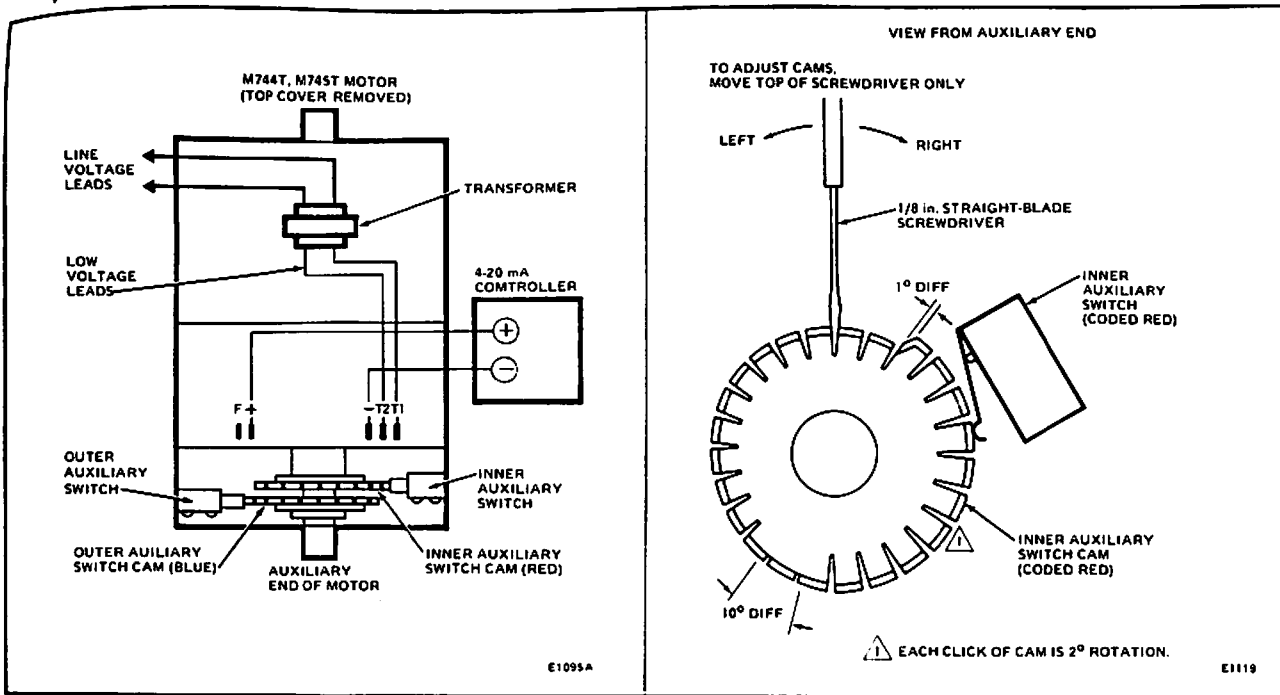 M744T, M745T MOTOR
(TOP COVER REMOVED)
LINE
VOLTAGE
LEADS
TRANSFORMER
LOW
VOLTAGE
LEADS
4-20 mA
COMTROLLER
+
−
F +
− T2 T1
OUTER
AUXILIARY
SWITCH
INNER
AUXILIARY
SWITCH
OUTER AUILIARY
SWITCH CAM (BLUE)
AUXILIARY
END OF MOTOR
INNER AUXILIARY
SWITCH CAM (RED)
E1095A
VIEW FROM AUXILIARY END
TO ADJUST CAMS,
MOVE TOP OF SCREWDRIVER ONLY
LEFT
RIGHT
1/8 in. STRAIGHT-BLADE
SCREWDRIVER
1° DIFF
INNER
AUXILIARY
SWITCH
(CODED RED)
1
INNER AUXILIARY
SWITCH CAM
(CODED RED)
10° DIFF
1 EACH CLICK OF CAM IS 2° ROTATION.
E1119